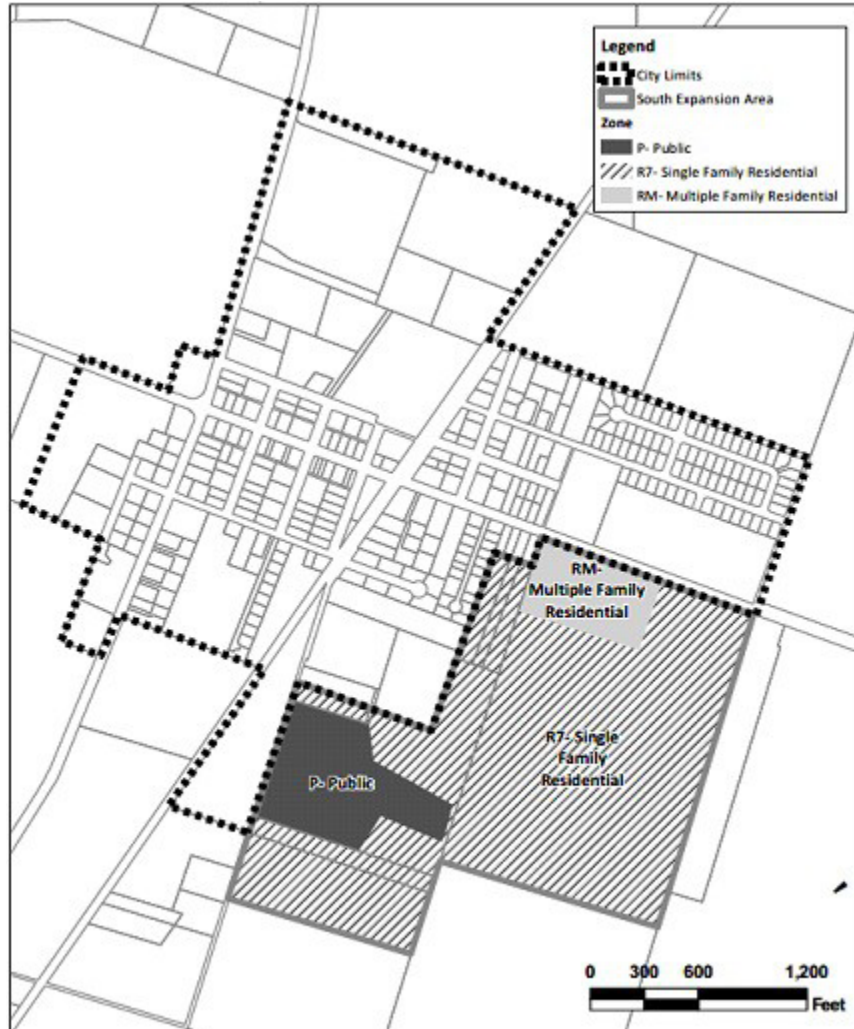 Legend
City Limits
South Expansion Area
Zone
P- Public
R7- Single Family Residential
RM- Multiple Family Residential
RM-
Multiple Family
Residential
R7- Single
Family
Residential
P- Public
0 300 600 1,200
Feet